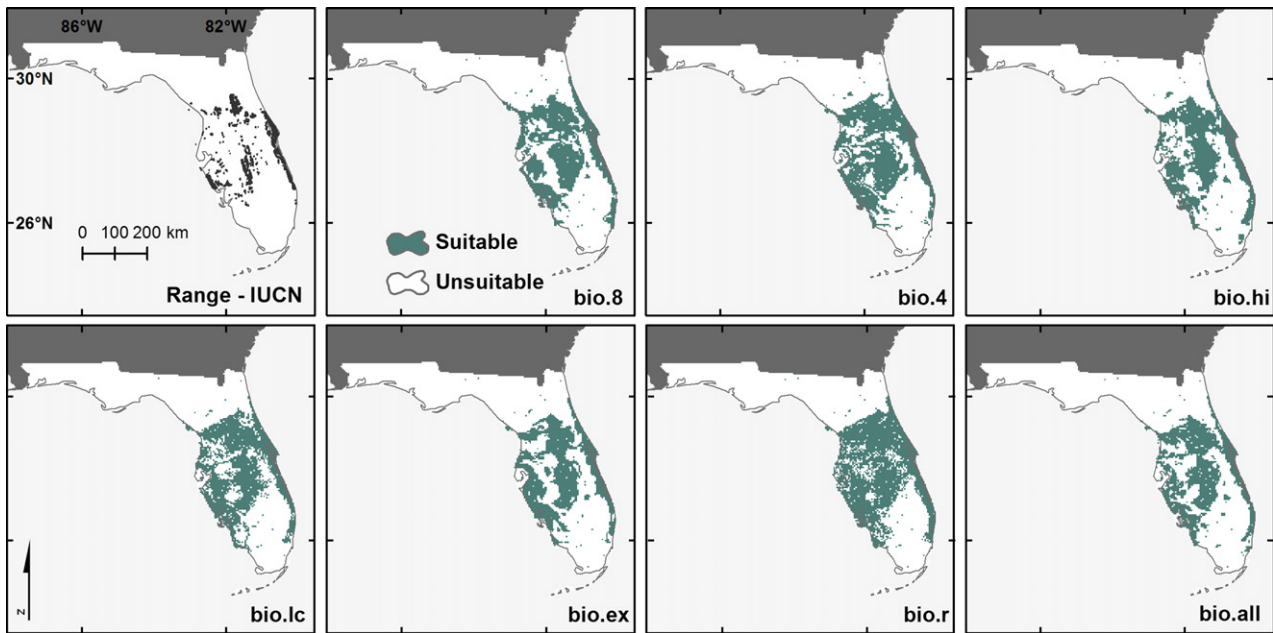 86°W 82°W
30°N
26°N
0 100 200 km
Range - IUCN
Suitable
Unsuitable
bio.8
bio.4
bio.hi
N
bio.lc
bio.ex
bio.r
bio.all